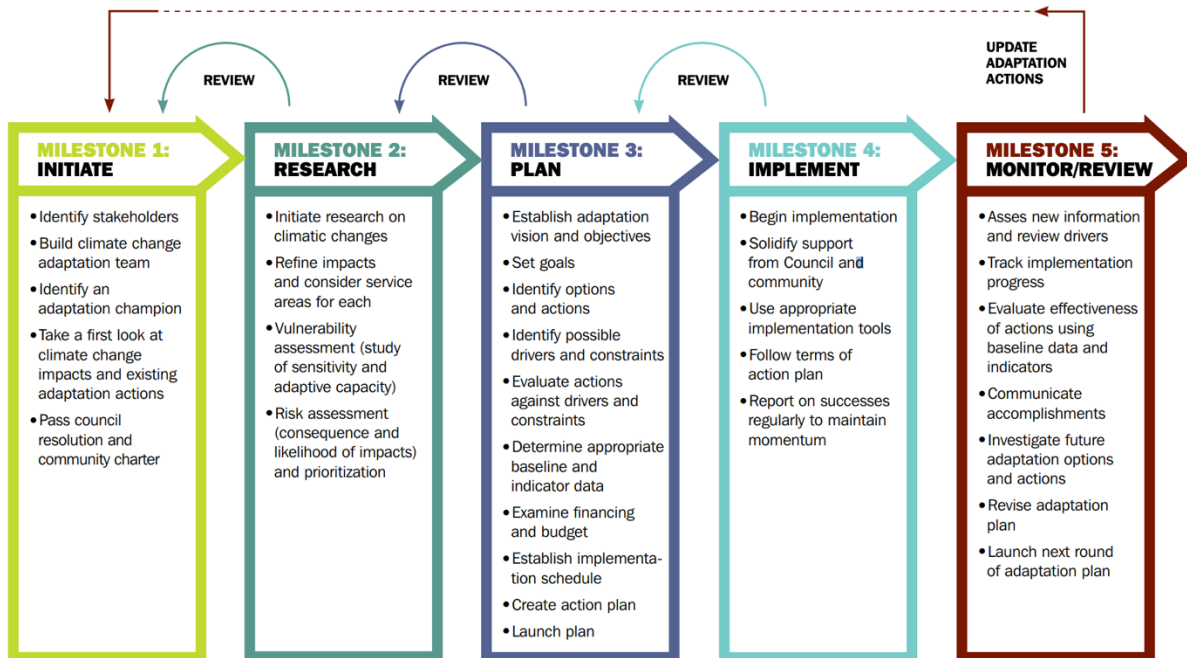 UPDATE
ADAPTATION
ACTIONS
REVIEW
REVIEW
REVIEW
MILESTONE 1:
INITIATE
• Identify stakeholders
• Build climate change
adaptation team
• Identify an
adaptation champion
• Take a first look at
climate change
impacts and existing
adaptation actions
• Pass council
resolution and
community charter
MILESTONE 2:
RESEARCH
• Initiate research on
climatic changes
• Refine impacts
and consider service
areas for each
• Vulnerability
assessment (study
of sensitivity and
adaptive capacity)
• Risk assessment
(consequence and
likelihood of impacts)
and prioritization
MILESTONE 3:
PLAN
• Establish adaptation
vision and objectives
• Set goals
• Identify options
and actions
• Identify possible
drivers and constraints
• Evaluate actions
against drivers and
constraints
• Determine appropriate
baseline and
indicator data
• Examine financing
and budget
• Establish implementa-
tion schedule
• Create action plan
• Launch plan
MILESTONE 4:
IMPLEMENT
• Begin implementation
• Solidify support
from Council and
community
• Use appropriate
implementation tools
• Follow terms of
action plan
• Report on successes
regularly to maintain
momentum
MILESTONE 5:
MONITOR/REVIEW
• Asses new information
and review drivers
• Track implementation
progress
• Evaluate effectiveness
of actions using
baseline data and
indicators
• Communicate
accomplishments
• Investigate future
adaptation options
and actions
• Revise adaptation
plan
• Launch next round
of adaptation plan